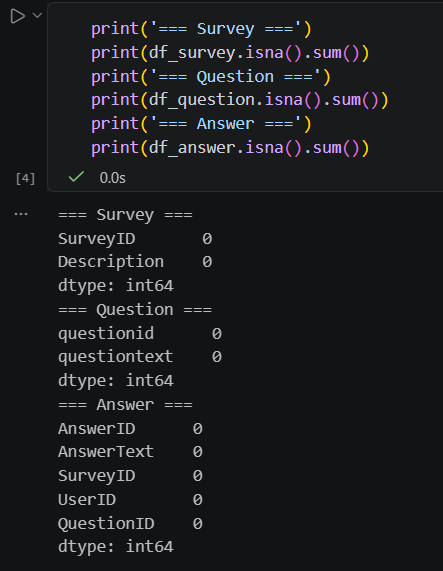 print('=== Survey ===')
print(df_survey.isna().sum())
print('=== Question ===')
print(df_question.isna().sum())
print('=== Answer ===')
print(df_answer.isna().sum())
[4]
0.0s
...
=== Survey ===
SurveyID       0
Description    0
dtype: int64
=== Question ===
questionid      0
questiontext    0
dtype: int64
=== Answer ===
AnswerID      0
AnswerText    0
SurveyID      0
UserID        0
QuestionID    0
dtype: int64